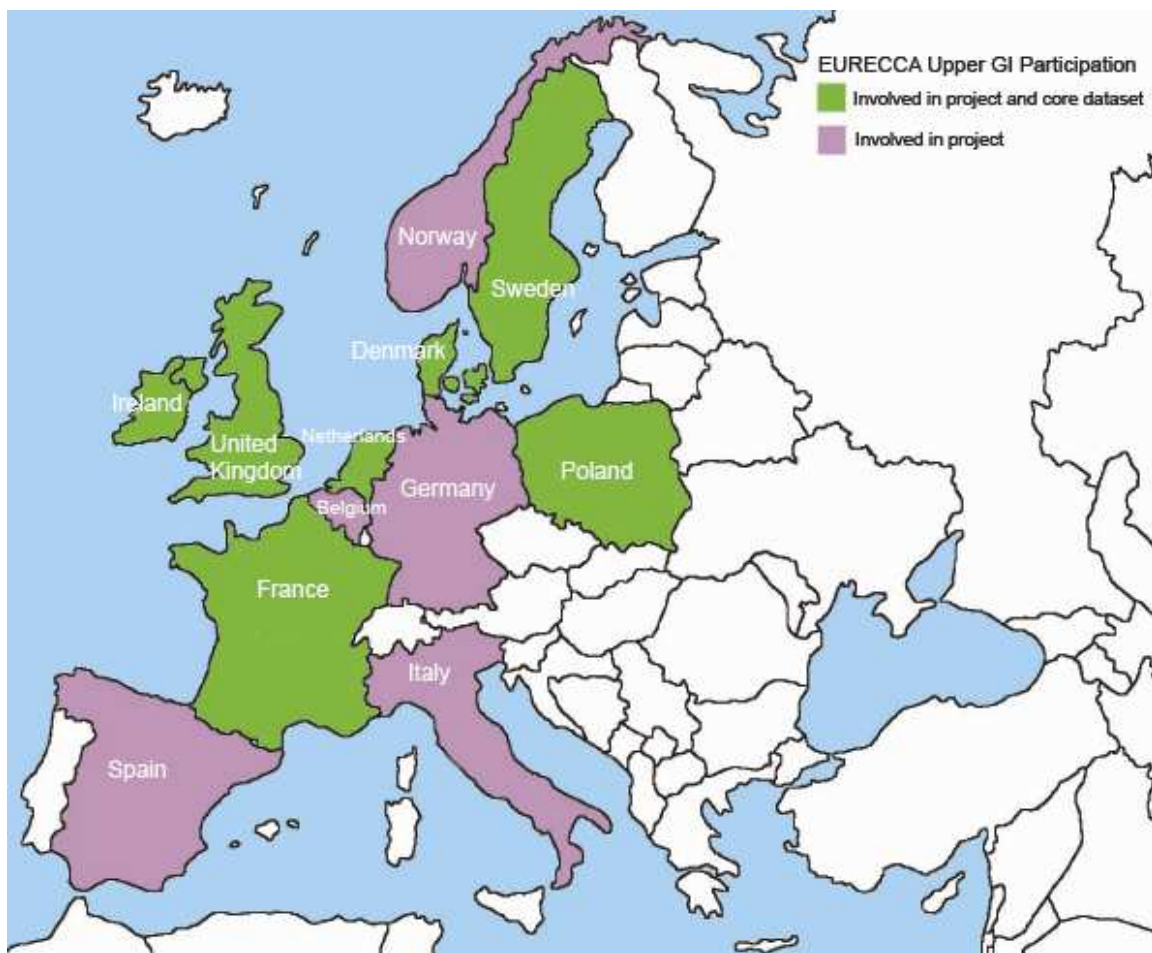 EURECCA Upper GI Participation
Involved in project and core dataset
Involved in project
Norway
Sweden
Denmark
Ireland
Netherlands
United
Kingdom
Poland
Germany
Belgium
France
Italy
Spain